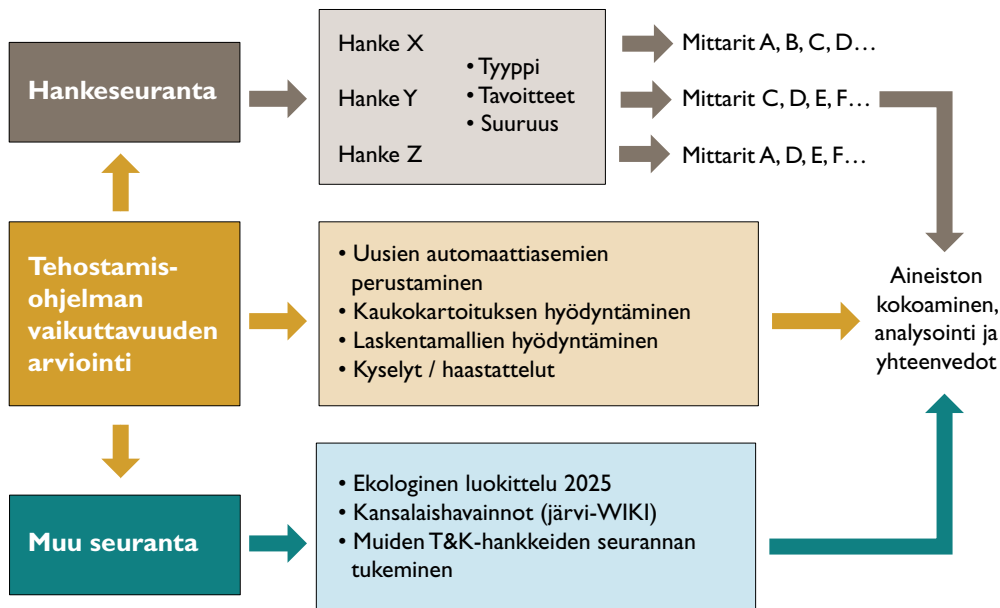 Hankeseuranta
Hanke X
Hanke Y
Hanke Z
• Tyyppi
• Tavoitteet
• Suuruus
Mittarit A, B, C, D…
Mittarit C, D, E, F…
Mittarit A, D, E, F…
Tehostamis-
ohjelman
vaikuttavuuden
arviointi
• Uusien automaattiasemien
perustaminen
• Kaukokartoituksen hyödyntäminen
• Laskentamallien hyödyntäminen
• Kyselyt / haastattelut
Aineiston
kokoaminen,
analysointi ja
yhteenvedot
Muu seuranta
• Ekologinen luokittelu 2025
• Kansalaishavainnot (järvi-WIKI)
• Muiden T&K-hankkeiden seurannan
tukeminen